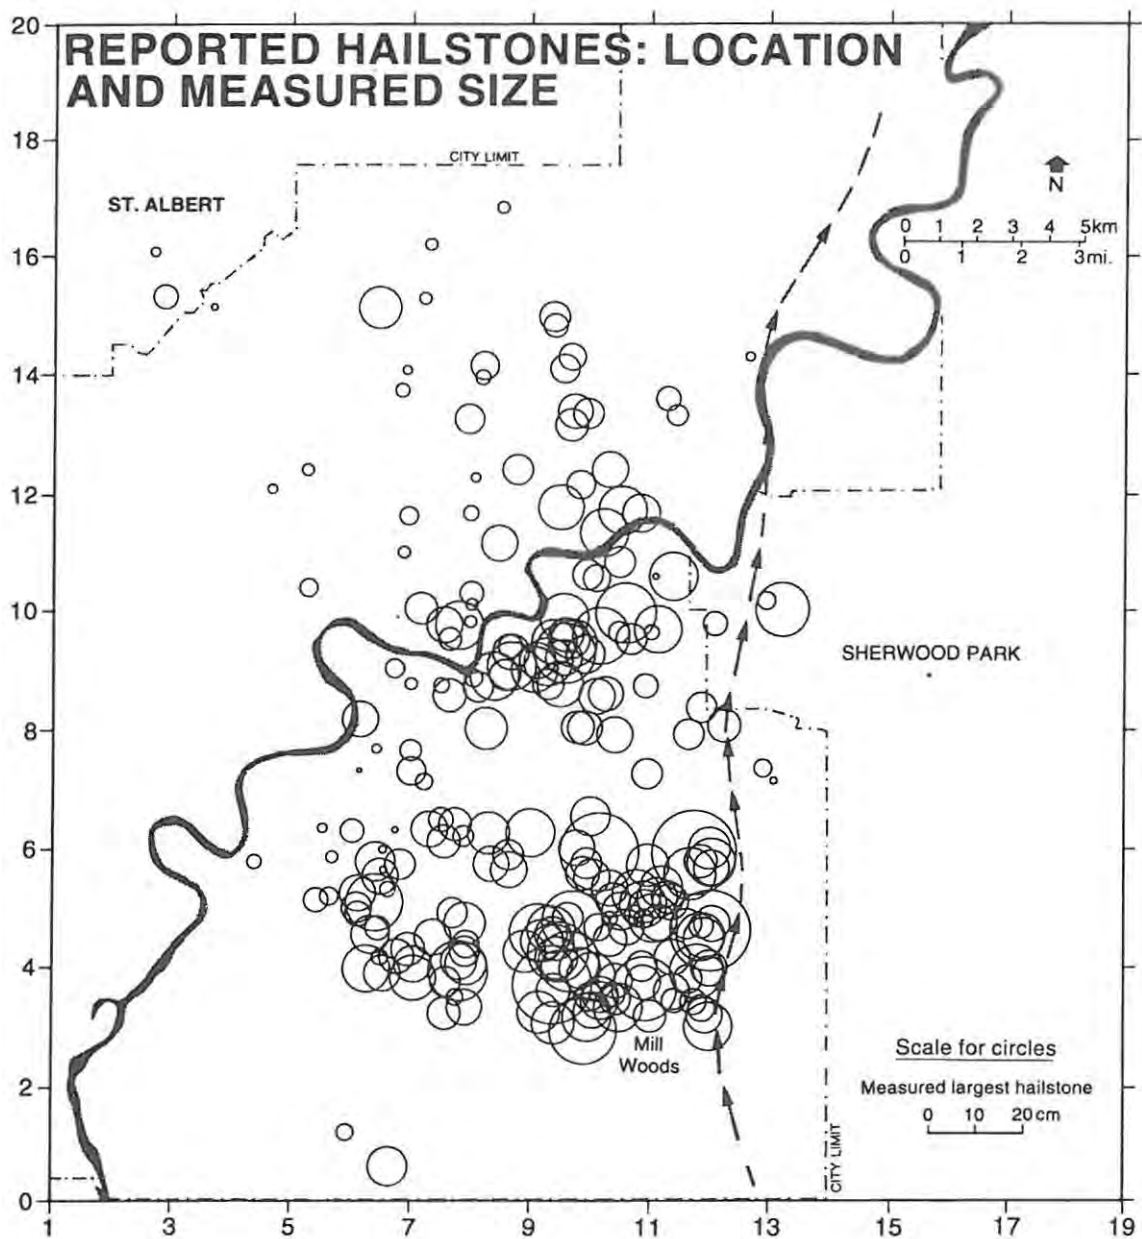 REPORTED HAILSTONES: LOCATION
AND MEASURED SIZE
20
18
16
14
12
10
8
6
4
2
0
CITY LIMIT
ST. ALBERT
N
0 1 2 3 4 5km
0 1 2 3mi.
SHERWOOD PARK
Mill
Woods
Scale for circles
Measured largest hailstone
0 10 20cm
CITY LIMIT
1 3 5 7 9 11 13 15 17 19